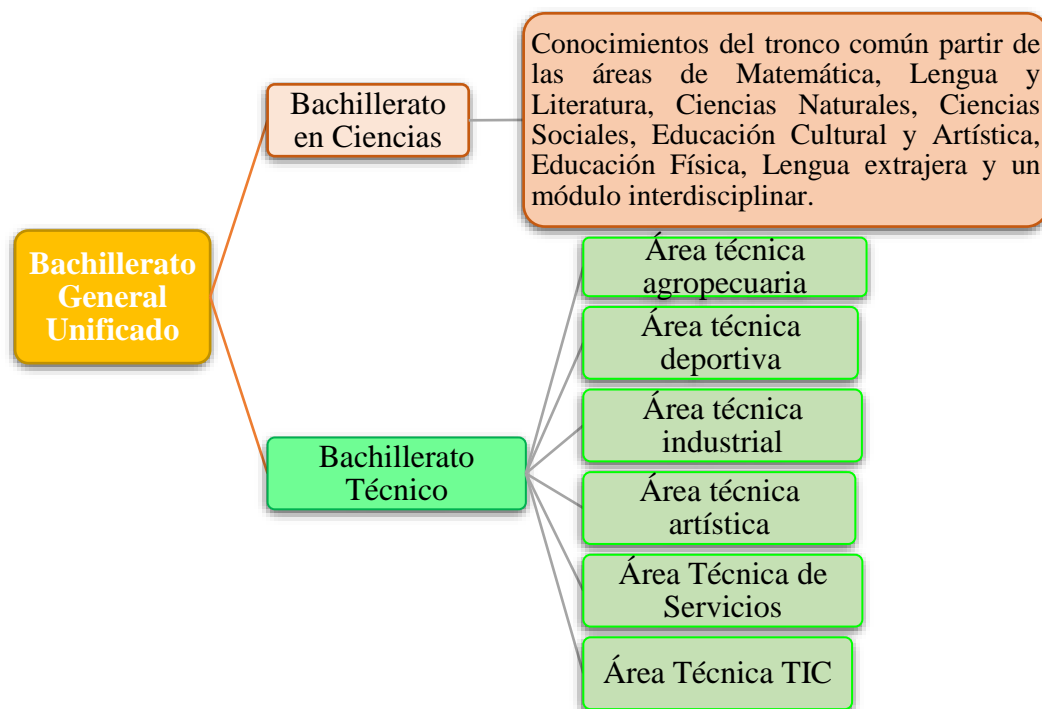 Conocimientos del tronco común partir de
las áreas de Matemática, Lengua y
Literatura, Ciencias Naturales, Ciencias
Sociales, Educación Cultural y Artística,
Educación Física, Lengua extrajera y un
módulo interdisciplinar.
Bachillerato
en Ciencias
Bachillerato
General
Unificado
Bachillerato
Técnico
Área técnica
agropecuaria
Área técnica
deportiva
Área técnica
industrial
Área técnica
artística
Área Técnica de
Servicios
Área Técnica TIC